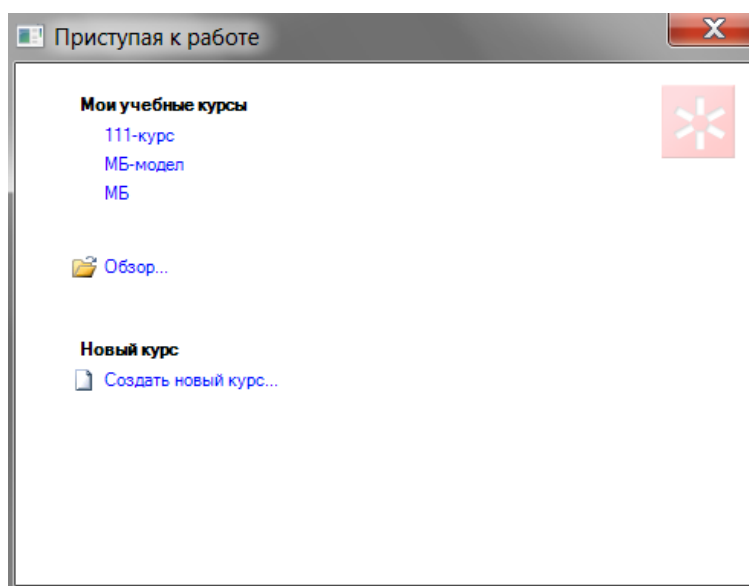 Приступая к работе
Мои учебные курсы
111-курс
МБ-модел
МБ
Обзор...
Новый курс
Создать новый курс...